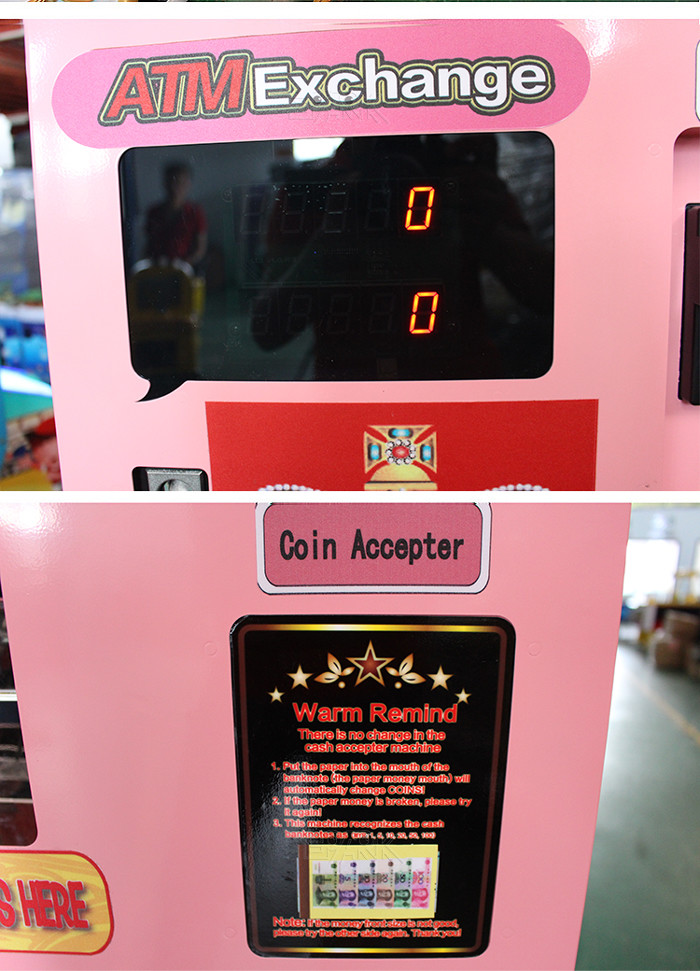 ATM Exchange
0
0
Coin Accepter
Warm Remind
There is no change in the
cash accepter machine
1. Put the paper into the mouth of the
banknote (the paper money mouth) will
automatically change COINS!
2. If the paper money is broken, please try
it again!
3. This machine recognizes the cash
banknotes as
S HERE
Note: If the money front size is not good,
please try the other side again. Thank you!